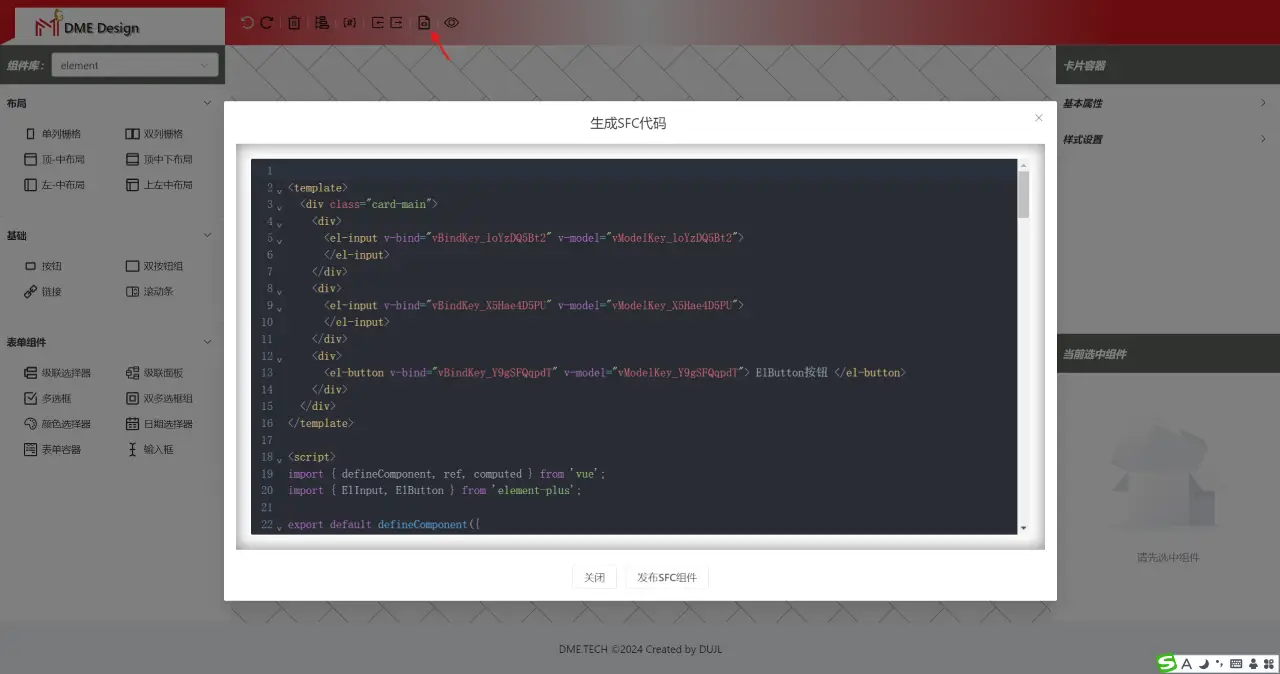 DME Design
组件库: element
卡片容器
基本属性
样式设置
布局
单列栅格 双列栅格
顶-中布局 顶中下布局
左-中布局 上左中布局
基础
按钮 双按钮组
链接 滚动条
表单组件
级联选择器 级联面板
多选框 双多选框组
颜色选择器 日期选择器
表单容器 输入框
生成SFC代码
1
2 <template>
3 <div class="card-main">
4 <div>
5 <el-input v-bind="vBindKey_loYzDQ5Bt2" v-model="vModelKey_loYzDQ5Bt2">
6 </el-input>
7 </div>
8 <div>
9 <el-input v-bind="vBindKey_X5Hae4D5PU" v-model="vModelKey_X5Hae4D5PU">
10 </el-input>
11 </div>
12 <div>
13 <el-button v-bind="vBindKey_Y9gSFQqpdT" v-model="vModelKey_Y9gSFQqpdT"> ElButton按钮 </el-button>
14 </div>
15 </div>
16 </template>
17
18 <script>
19 import { defineComponent, ref, computed } from 'vue';
20 import { ElInput, ElButton } from 'element-plus';
21
22 export default defineComponent({
关闭 发布SFC组件
当前选中组件
请先选中组件
DME.TECH ©2024 Created by DUJL